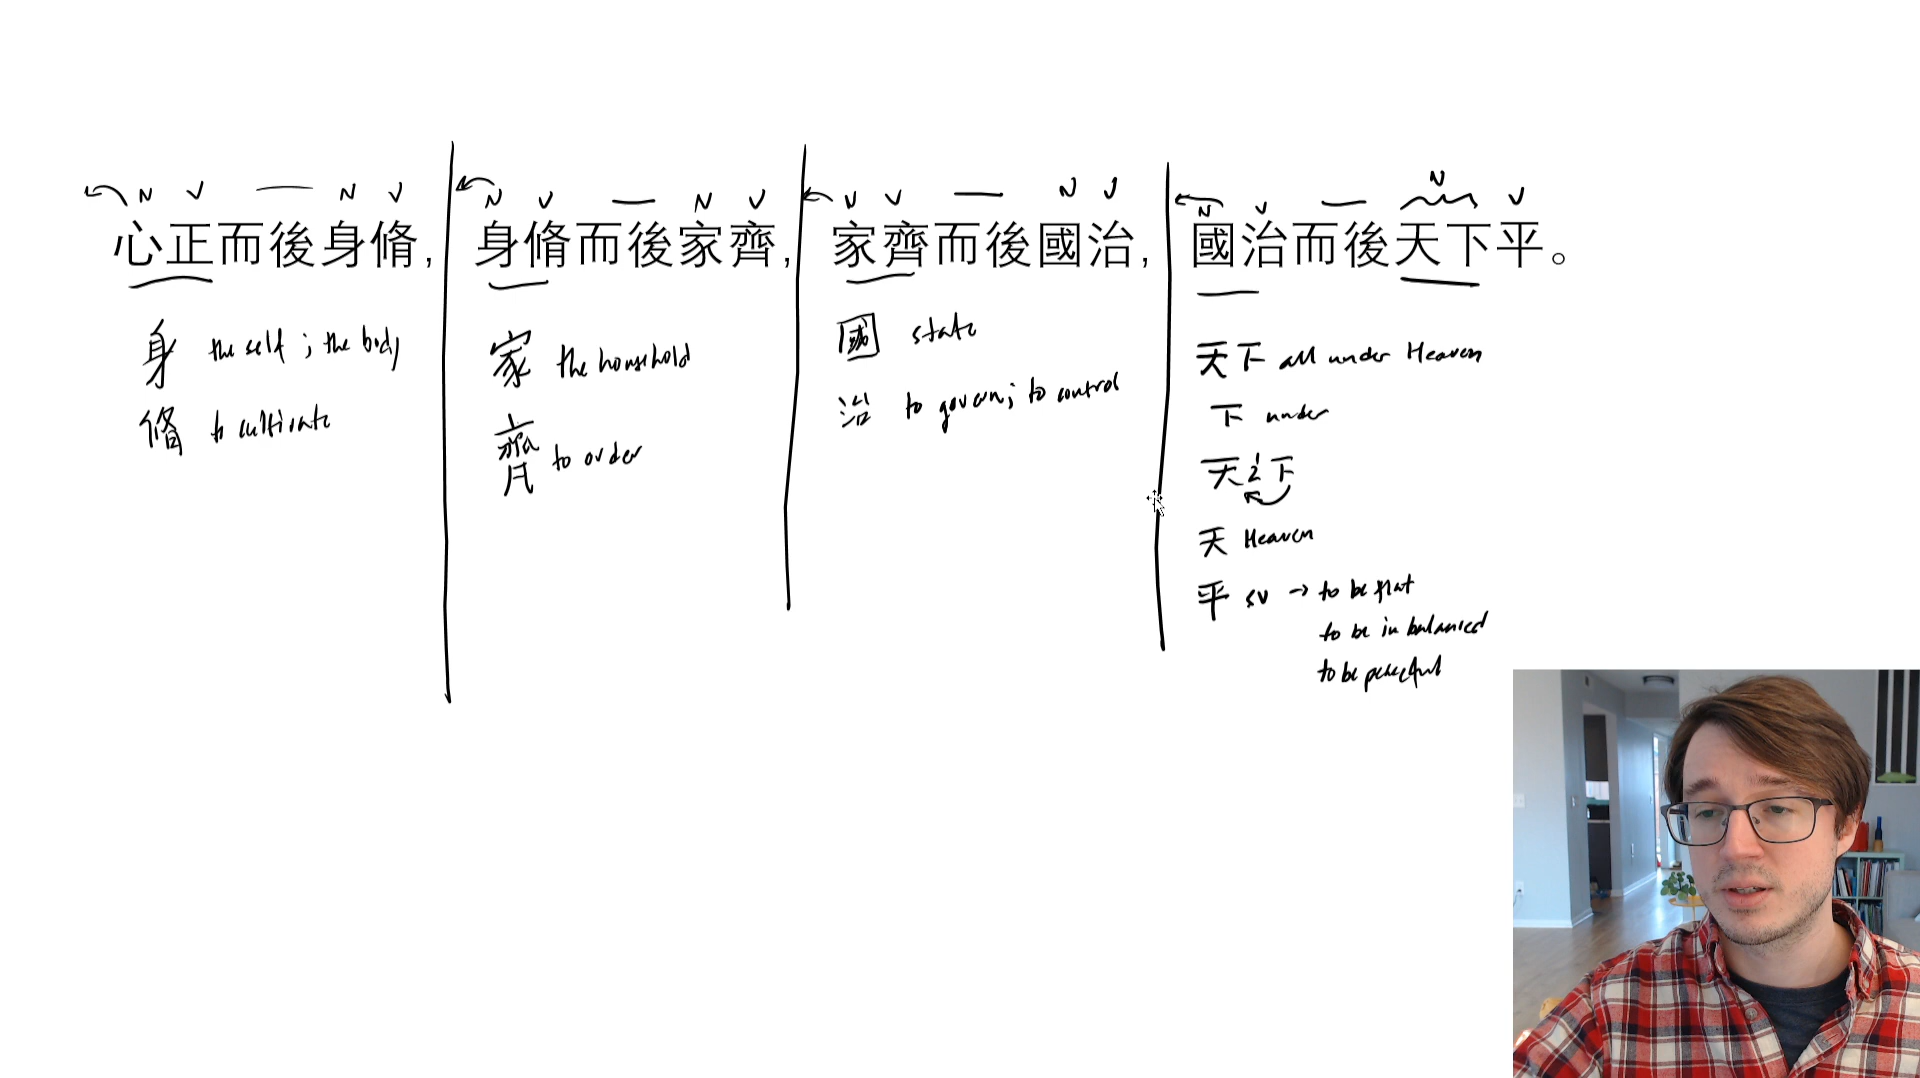 N V — N V N V — N V V V — N V N V — N V
心正而後身脩, 身脩而後家齊, 家齊而後國治, 國治而後天下平。
身 the self ; the body
脩 to cultivate
家 the household
齊 to order
國 state
治 to govern; to control
天下 all under Heaven
下 under
天之下
天 Heaven
平 SV → to be flat
to be in balanced
to be peaceful